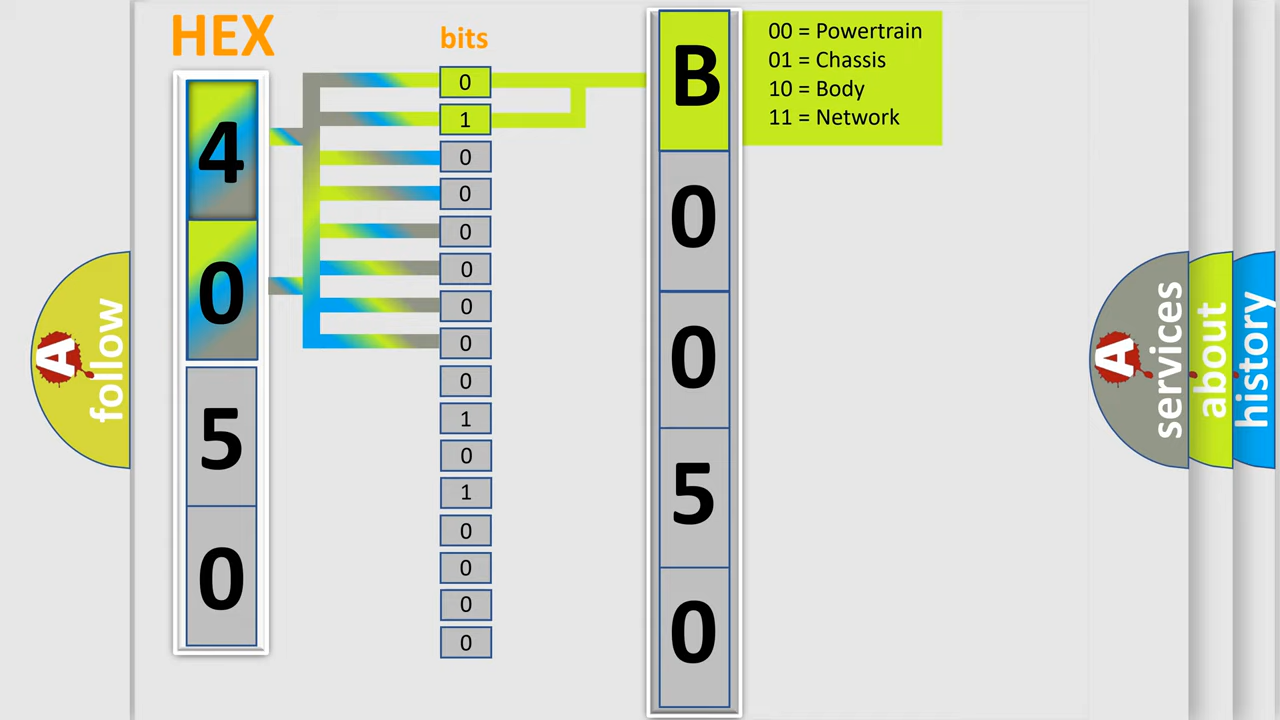 HEX
bits
4
0
5
0
0
1
0
0
0
0
0
0
0
1
0
1
0
0
0
0
B
0
0
5
0
00 = Powertrain
01 = Chassis
10 = Body
11 = Network
A
follow
A
services
about
history